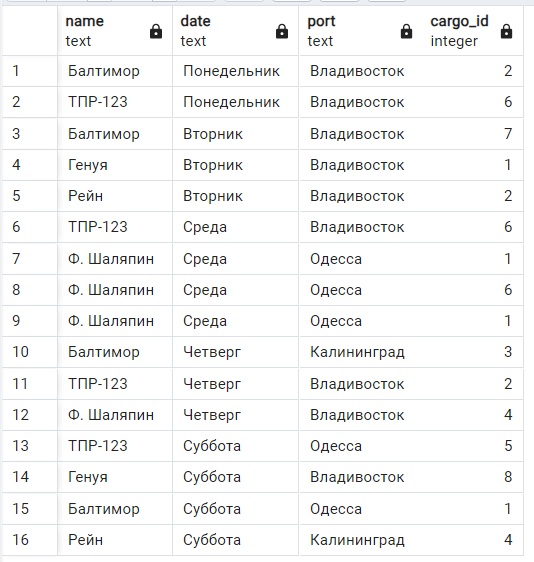 name date port cargo_id
text text text integer
1 Балтимор Понедельник Владивосток 2
2 ТПР-123 Понедельник Владивосток 6
3 Балтимор Вторник Владивосток 7
4 Генуя Вторник Владивосток 1
5 Рейн Вторник Владивосток 2
6 ТПР-123 Среда Владивосток 6
7 Ф. Шаляпин Среда Одесса 1
8 Ф. Шаляпин Среда Одесса 6
9 Ф. Шаляпин Среда Одесса 1
10 Балтимор Четверг Калининград 3
11 ТПР-123 Четверг Владивосток 2
12 Ф. Шаляпин Четверг Владивосток 4
13 ТПР-123 Суббота Одесса 5
14 Генуя Суббота Владивосток 8
15 Балтимор Суббота Одесса 1
16 Рейн Суббота Калининград 4